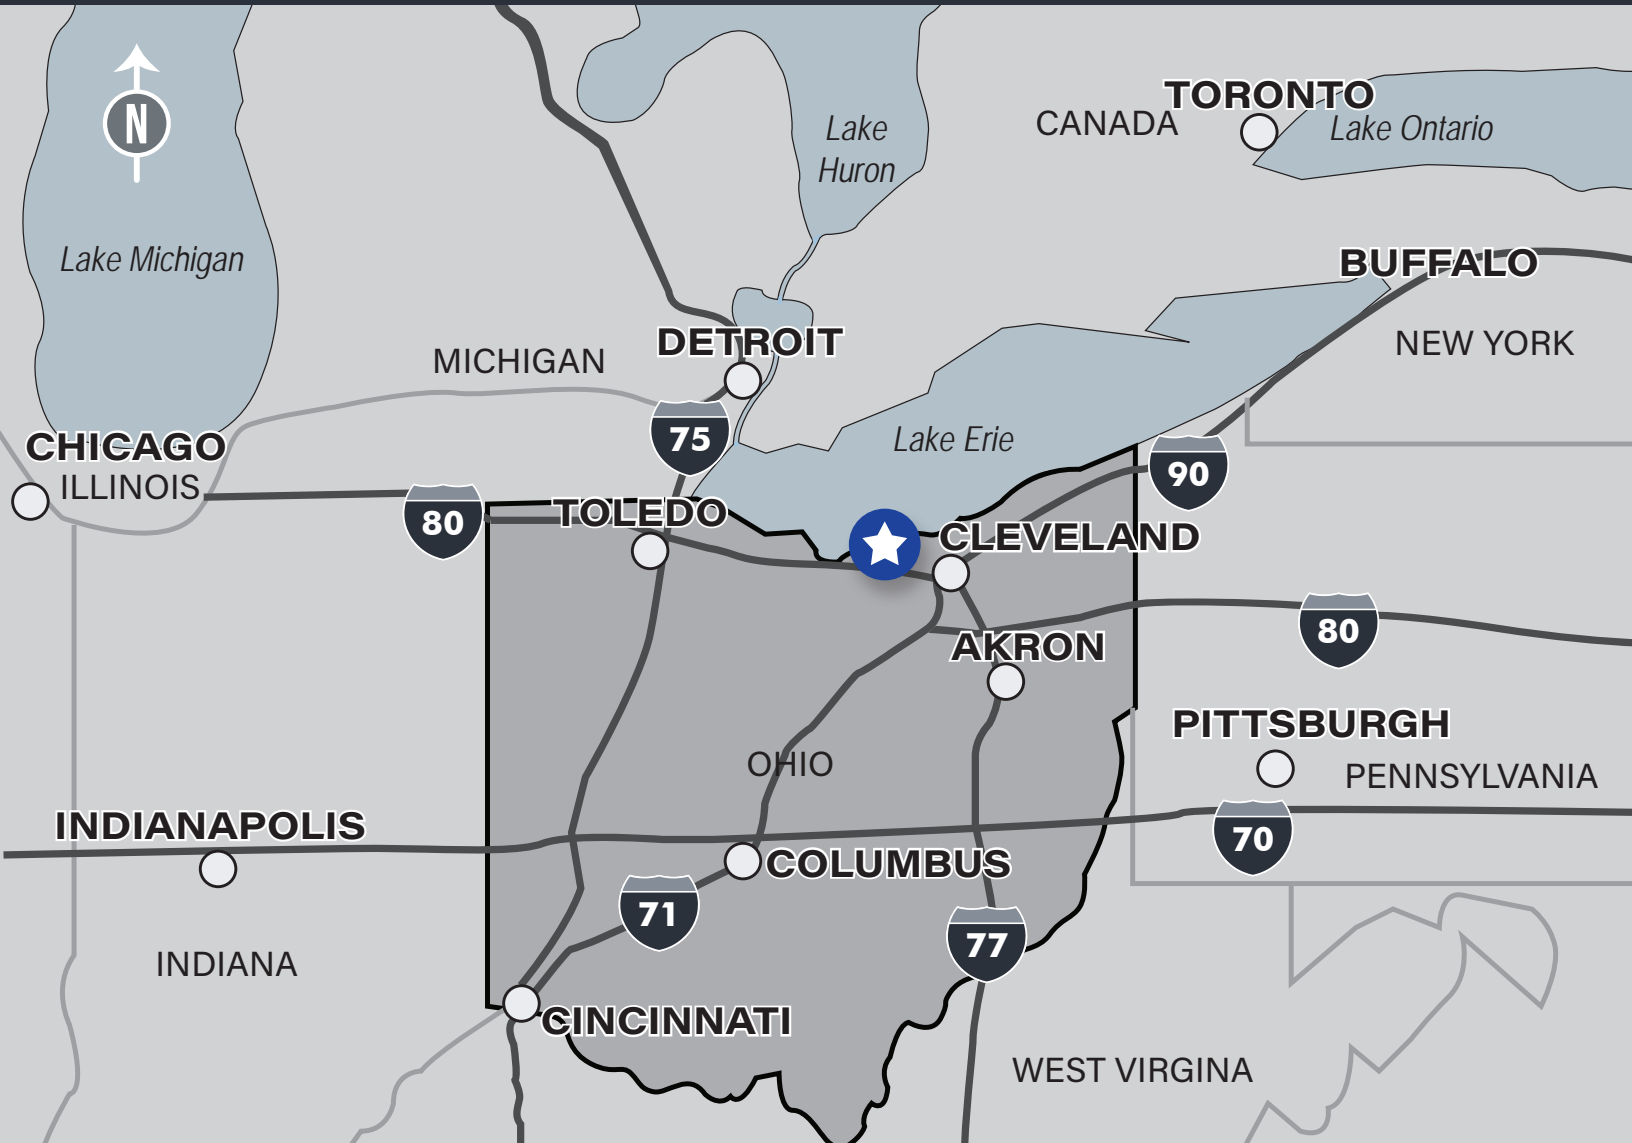 N
TORONTO
CANADA
Lake Ontario
Lake
Huron
Lake Michigan
BUFFALO
DETROIT
MICHIGAN
NEW YORK
CHICAGO
ILLINOIS
75
Lake Erie
90
80
TOLEDO
CLEVELAND
80
AKRON
PITTSBURGH
OHIO
PENNSYLVANIA
INDIANAPOLIS
70
COLUMBUS
71
77
INDIANA
CINCINNATI
WEST VIRGINA